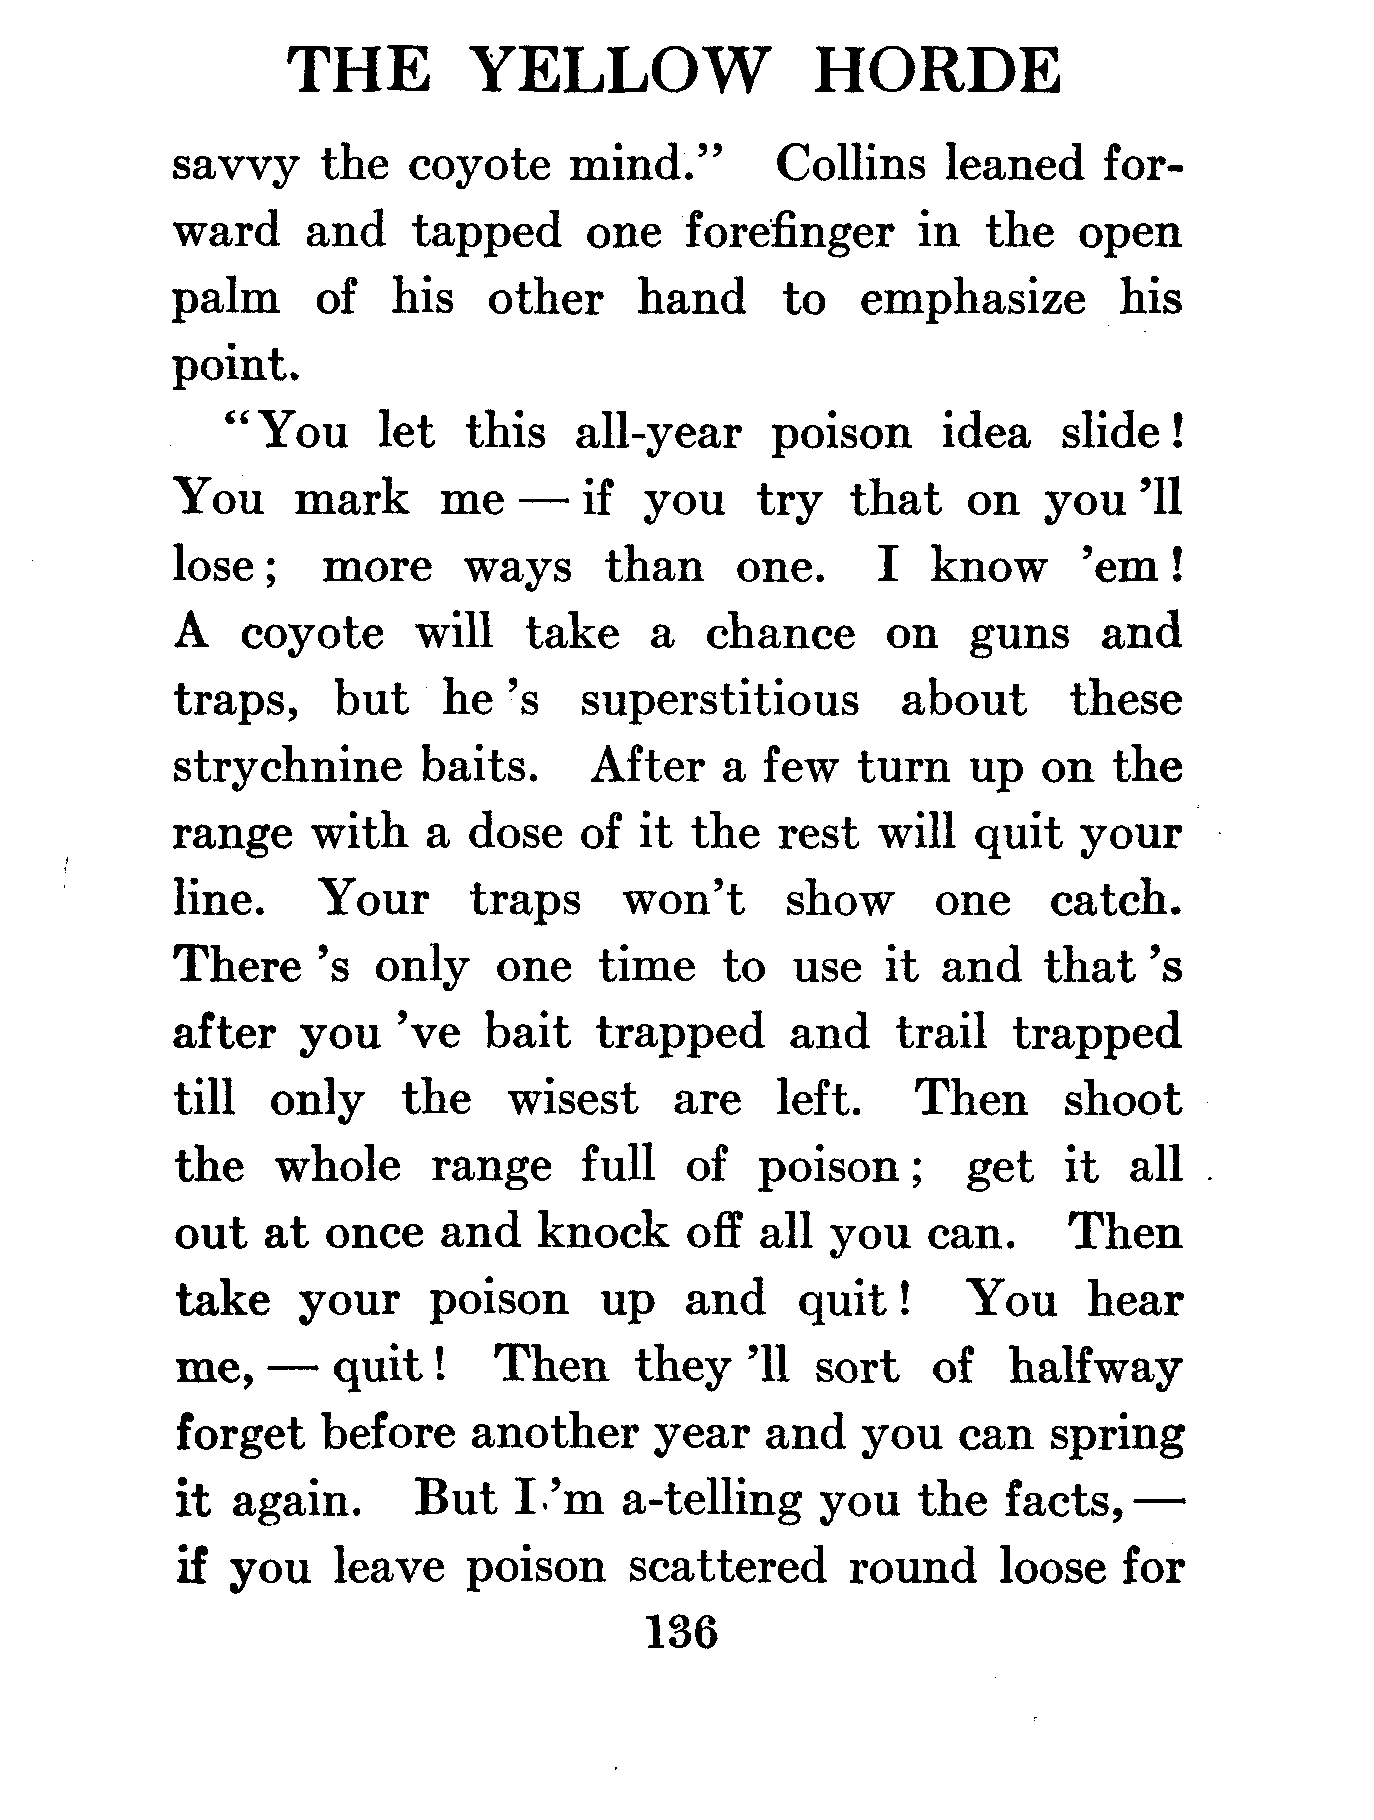 THE YELLOW HORDE
savvy the coyote mind.” Collins leaned for-
ward and tapped one forefinger in the open
palm of his other hand to emphasize his
point.
“You let this all-year poison idea slide!
You mark me — if you try that on you ’ll
lose; more ways than one. I know ’em!
A coyote will take a chance on guns and
traps, but he ’s superstitious about these
strychnine baits. After a few turn up on the
range with a dose of it the rest will quit your
line. Your traps won’t show one catch.
There ’s only one time to use it and that ’s
after you ’ve bait trapped and trail trapped
till only the wisest are left. Then shoot
the whole range full of poison; get it all
out at once and knock off all you can. Then
take your poison up and quit! You hear
me, — quit! Then they ’ll sort of halfway
forget before another year and you can spring
it again. But I ’m a-telling you the facts, —
if you leave poison scattered round loose for
136